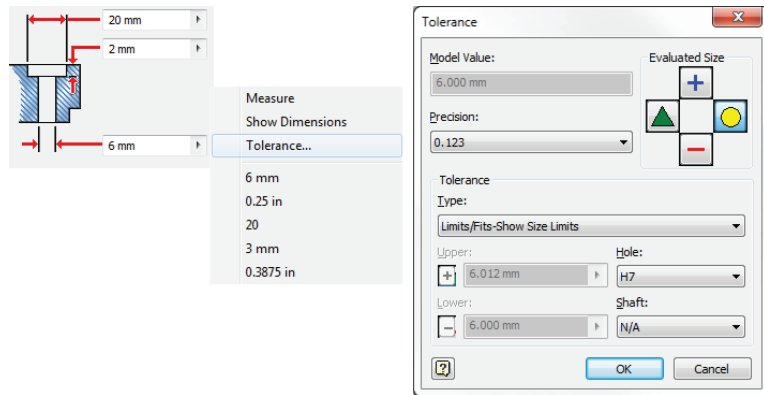 20 mm
2 mm
6 mm
Measure
Show Dimensions
Tolerance...
6 mm
0.25 in
20
3 mm
0.3875 in
Tolerance
Model Value:
6.000 mm
Evaluated Size
Precision:
0.123
Tolerance
Type:
Limits/Fits-Show Size Limits
Upper:
Hole:
6.012 mm
H7
Lower:
Shaft:
6.000 mm
N/A
OK
Cancel